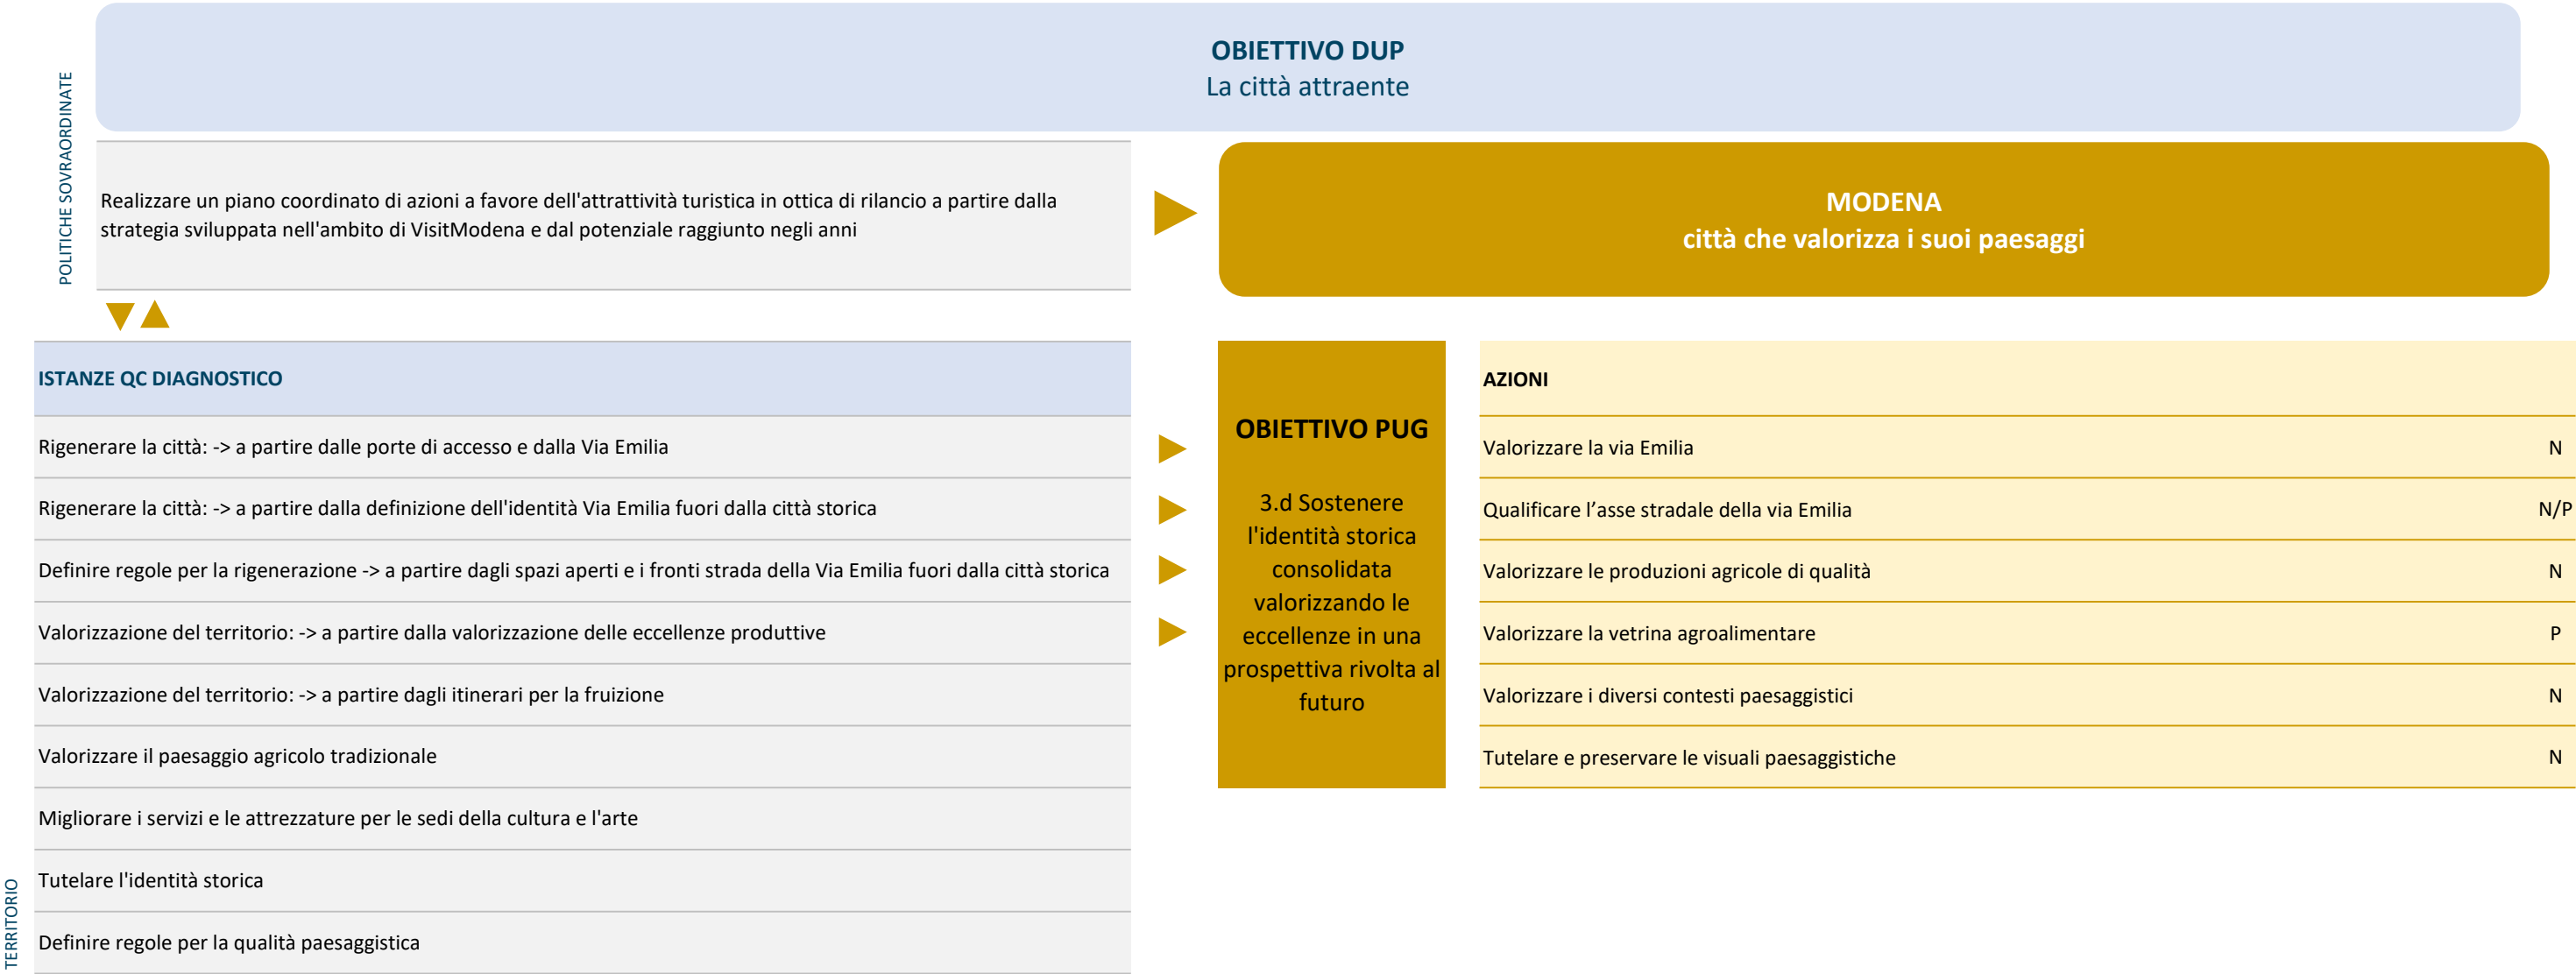 OBIETTIVO DUP
La città attraente
POLITICHE SOVRAORDINATE
Realizzare un piano coordinato di azioni a favore dell'attrattività turistica in ottica di rilancio a partire dalla
strategia sviluppata nell'ambito di VisitModena e dal potenziale raggiunto negli anni
MODENA
città che valorizza i suoi paesaggi
ISTANZE QC DIAGNOSTICO
Rigenerare la città: -> a partire dalle porte di accesso e dalla Via Emilia
Rigenerare la città: -> a partire dalla definizione dell'identità Via Emilia fuori dalla città storica
Definire regole per la rigenerazione -> a partire dagli spazi aperti e i fronti strada della Via Emilia fuori dalla città storica
Valorizzazione del territorio: -> a partire dalla valorizzazione delle eccellenze produttive
Valorizzazione del territorio: -> a partire dagli itinerari per la fruizione
Valorizzare il paesaggio agricolo tradizionale
Migliorare i servizi e le attrezzature per le sedi della cultura e l'arte
Tutelare l'identità storica
Definire regole per la qualità paesaggistica
TERRITORIO
OBIETTIVO PUG
3.d Sostenere
l'identità storica
consolidata
valorizzando le
eccellenze in una
prospettiva rivolta al
futuro
AZIONI
Valorizzare la via Emilia N
Qualificare l’asse stradale della via Emilia N/P
Valorizzare le produzioni agricole di qualità N
Valorizzare la vetrina agroalimentare P
Valorizzare i diversi contesti paesaggistici N
Tutelare e preservare le visuali paesaggistiche N